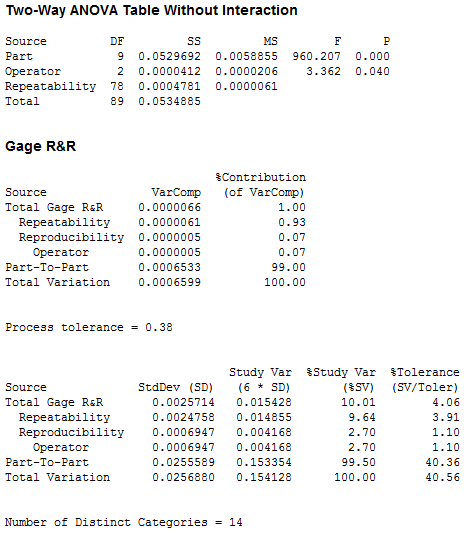 Two-Way ANOVA Table Without Interaction
Source DF SS MS F P
Part 9 0.0529692 0.0058855 960.207 0.000
Operator 2 0.0000412 0.0000206 3.362 0.040
Repeatability 78 0.0004781 0.0000061
Total 89 0.0534885
Gage R&R
%Contribution
Source VarComp (of VarComp)
Total Gage R&R 0.0000066 1.00
Repeatability 0.0000061 0.93
Reproducibility 0.0000005 0.07
Operator 0.0000005 0.07
Part-To-Part 0.0006533 99.00
Total Variation 0.0006599 100.00
Process tolerance = 0.38
Study Var %Study Var %Tolerance
Source StdDev (SD) (6 * SD) (%SV) (SV/Toler)
Total Gage R&R 0.0025714 0.015428 10.01 4.06
Repeatability 0.0024758 0.014855 9.64 3.91
Reproducibility 0.0006947 0.004168 2.70 1.10
Operator 0.0006947 0.004168 2.70 1.10
Part-To-Part 0.0255589 0.153354 99.50 40.36
Total Variation 0.0256880 0.154128 100.00 40.56
Number of Distinct Categories = 14